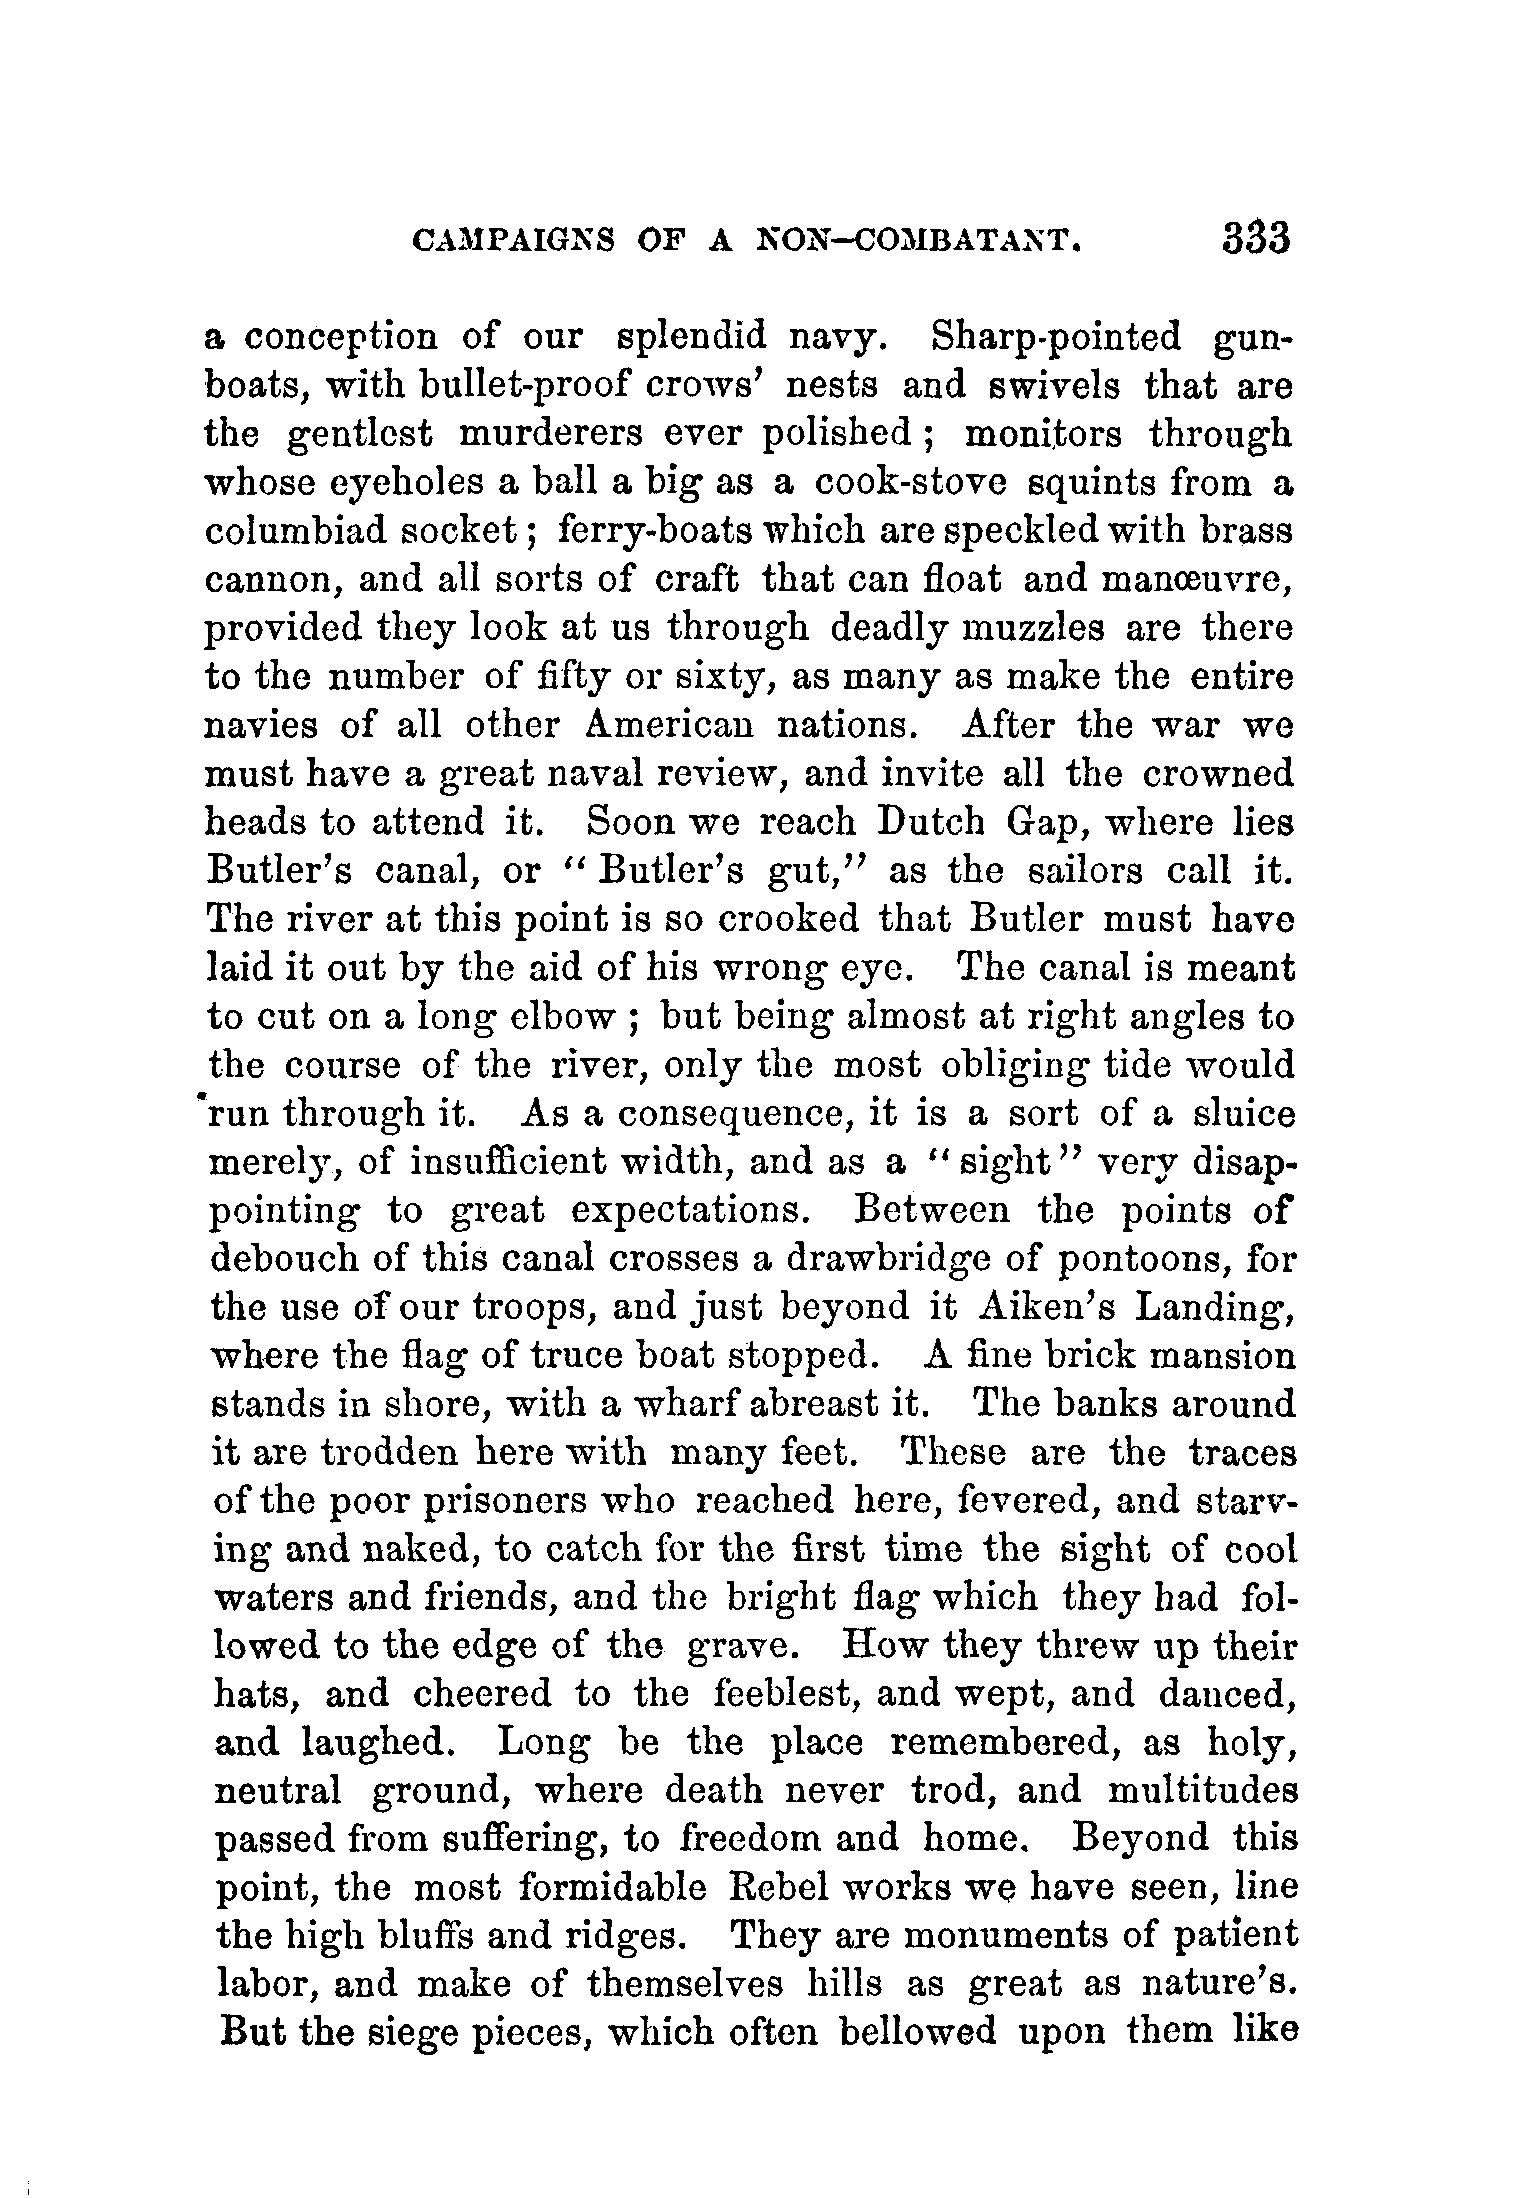 CAMPAIGNS OF A NON-COMBATANT. 333
a conception of our splendid navy. Sharp-pointed gun-
boats, with bullet-proof crows' nests and swivels that are
the gentlest murderers ever polished; monitors through
whose eyeholes a ball a big as a cook-stove squints from a
columbiad socket; ferry-boats which are speckled with brass
cannon, and all sorts of craft that can float and manœuvre,
provided they look at us through deadly muzzles are there
to the number of fifty or sixty, as many as make the entire
navies of all other American nations. After the war we
must have a great naval review, and invite all the crowned
heads to attend it. Soon we reach Dutch Gap, where lies
Butler's canal, or "Butler's gut," as the sailors call it.
The river at this point is so crooked that Butler must have
laid it out by the aid of his wrong eye. The canal is meant
to cut on a long elbow; but being almost at right angles to
the course of the river, only the most obliging tide would
run through it. As a consequence, it is a sort of a sluice
merely, of insufficient width, and as a "sight" very disap-
pointing to great expectations. Between the points of
debouch of this canal crosses a drawbridge of pontoons, for
the use of our troops, and just beyond it Aiken's Landing,
where the flag of truce boat stopped. A fine brick mansion
stands in shore, with a wharf abreast it. The banks around
it are trodden here with many feet. These are the traces
of the poor prisoners who reached here, fevered, and starv-
ing and naked, to catch for the first time the sight of cool
waters and friends, and the bright flag which they had fol-
lowed to the edge of the grave. How they threw up their
hats, and cheered to the feeblest, and wept, and danced,
and laughed. Long be the place remembered, as holy,
neutral ground, where death never trod, and multitudes
passed from suffering, to freedom and home. Beyond this
point, the most formidable Rebel works we have seen, line
the high bluffs and ridges. They are monuments of patient
labor, and make of themselves hills as great as nature's.
But the siege pieces, which often bellowed upon them like